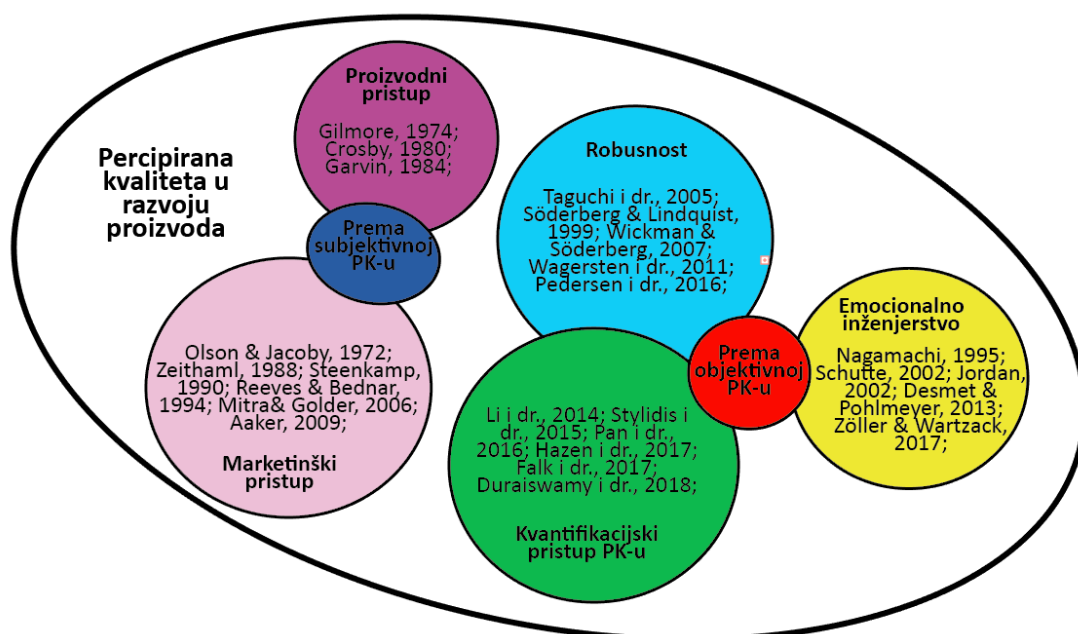 Percipirana
kvaliteta u
razvoju
proizvoda
Proizvodni
pristup
Gilmore, 1974;
Crosby, 1980;
Garvin, 1984;
Prema
subjektivnoj
PK-u
Olson & Jacoby, 1972;
Zeithaml, 1988; Steenkamp,
1990; Reeves & Bednar,
1994; Mitra& Golder, 2006;
Aaker, 2009;
Marketinški
pristup
Robusnost
Taguchi i dr., 2005;
Söderberg & Lindquist,
1999; Wickman &
Söderberg, 2007;
Wagersten i dr., 2011;
Pedersen i dr., 2016;
Prema
objektivnoj
PK-u
Emocionalno
inženjerstvo
Nagamachi, 1995;
Schutte, 2002; Jordan,
2002; Desmet &
Pohlmeyer, 2013;
Zöller & Wartzack,
2017;
Li i dr., 2014; Stylidis i
dr., 2015; Pan i dr.,
2016; Hazen i dr., 2017;
Falk i dr., 2017;
Duraiswamy i dr., 2018;
Kvantifikacijski
pristup PK-u